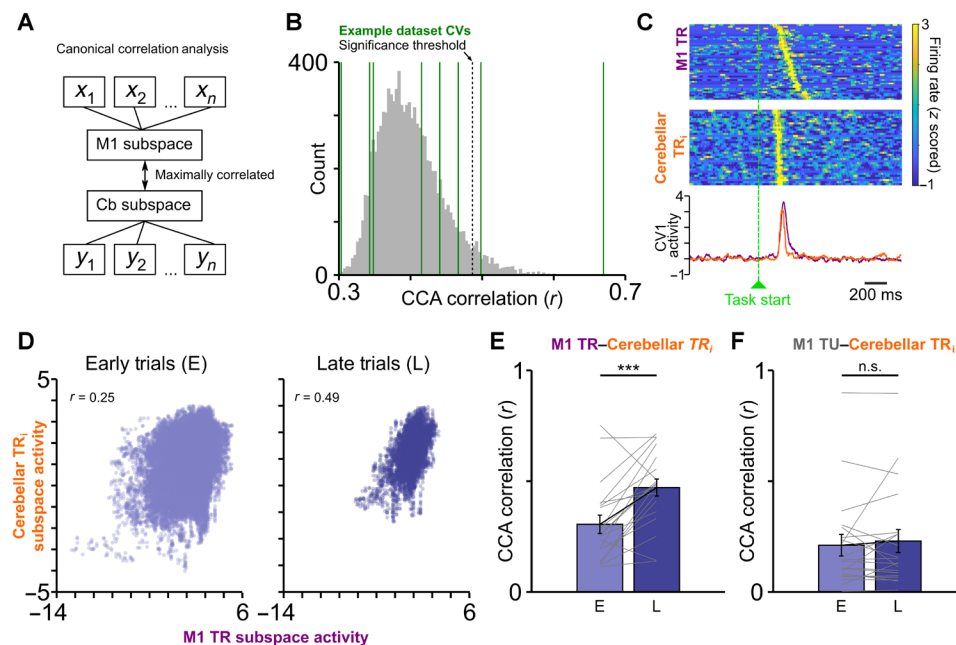 A
Canonical correlation analysis
x1 x2 ... xn
M1 subspace
Maximally correlated
Cb subspace
y1 y2 ... yn
B
Example dataset CVs
Significance threshold
400
Count
0
0.3
0.7
CCA correlation (r)
C
M1 TR
Cerebellar
TRi
3
Firing rate (z scored)
−1
4
CV1
activity
−1
Task start
200 ms
D
Early trials (E)
Late trials (L)
5
r = 0.25
r = 0.49
Cerebellar TRi
subspace activity
−5
−14
6
−14
6
M1 TR subspace activity
E
M1 TR–Cerebellar TRi
***
1
CCA correlation (r)
0
E
L
F
M1 TU–Cerebellar TRi
n.s.
1
CCA correlation (r)
0
E
L